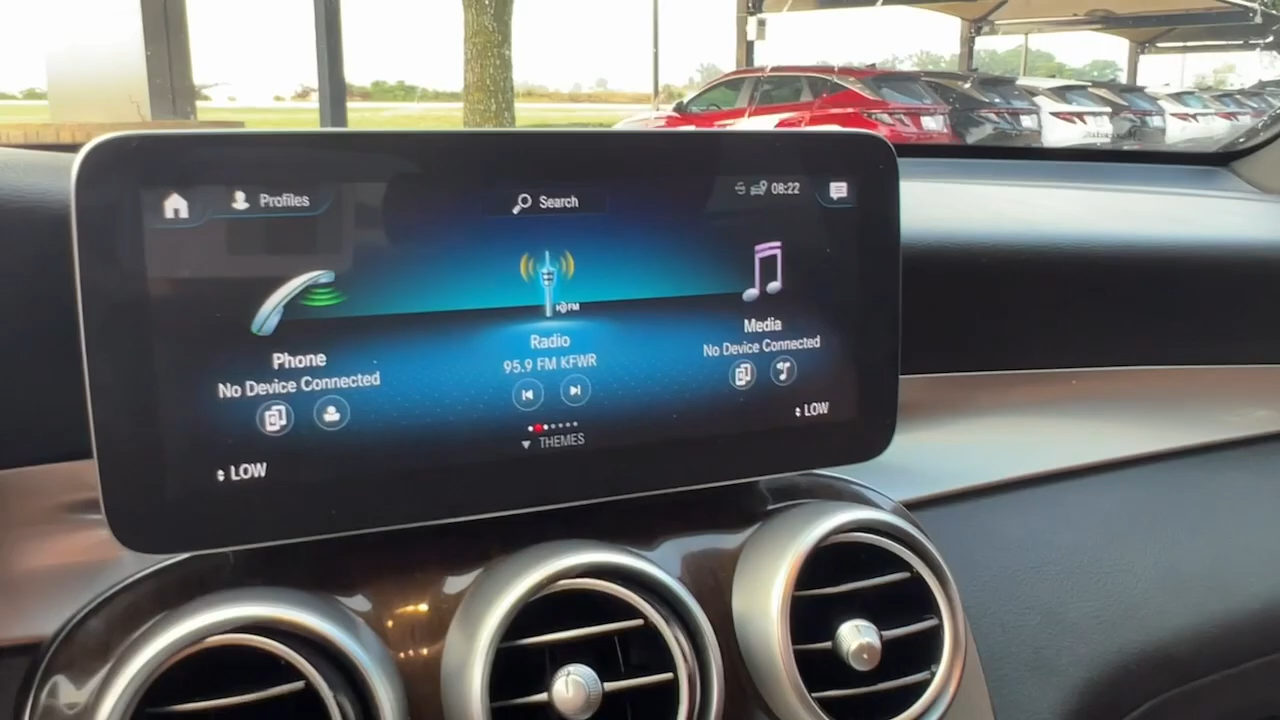 Profiles
Search
08:22
FM
Phone
No Device Connected
Radio
95.9 FM KFWR
Media
No Device Connected
THEMES
LOW
LOW